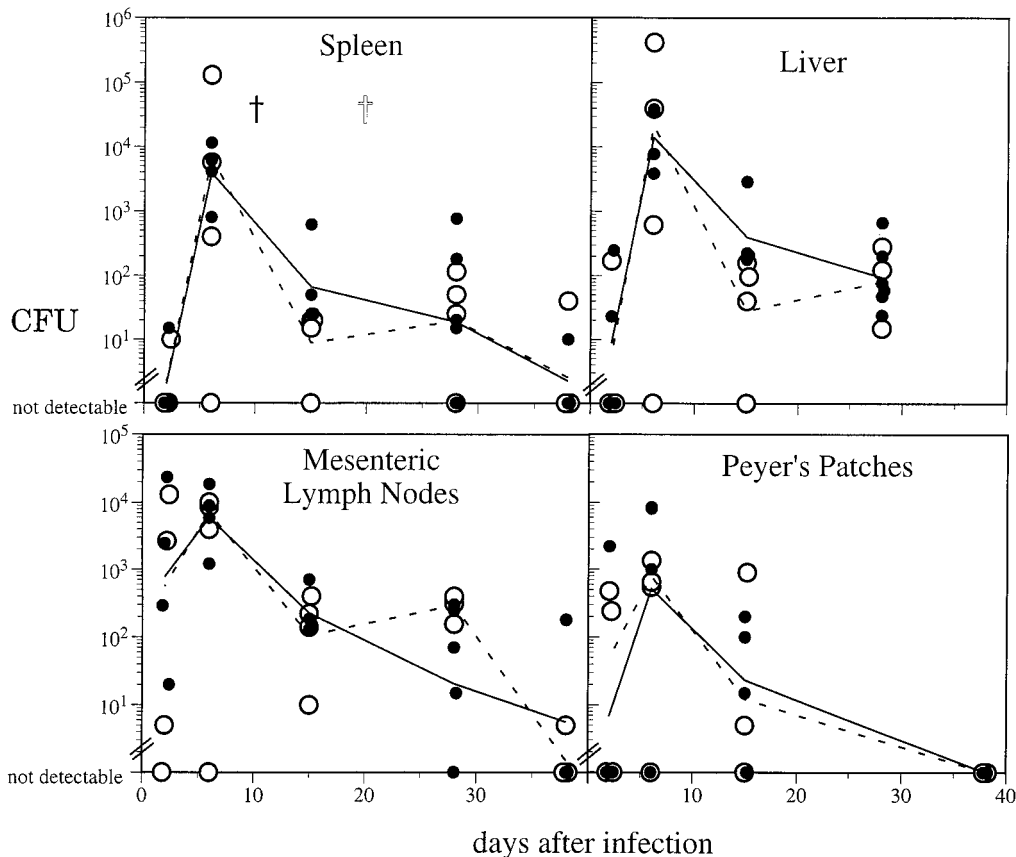 Spleen
Liver
10^6
10^5
10^4
10^3
10^2
10^1
not detectable
CFU
† †
Mesenteric
Lymph Nodes
Peyer's Patches
10^5
10^4
10^3
10^2
10^1
not detectable
0 10 20 30
10 20 30 40
days after infection